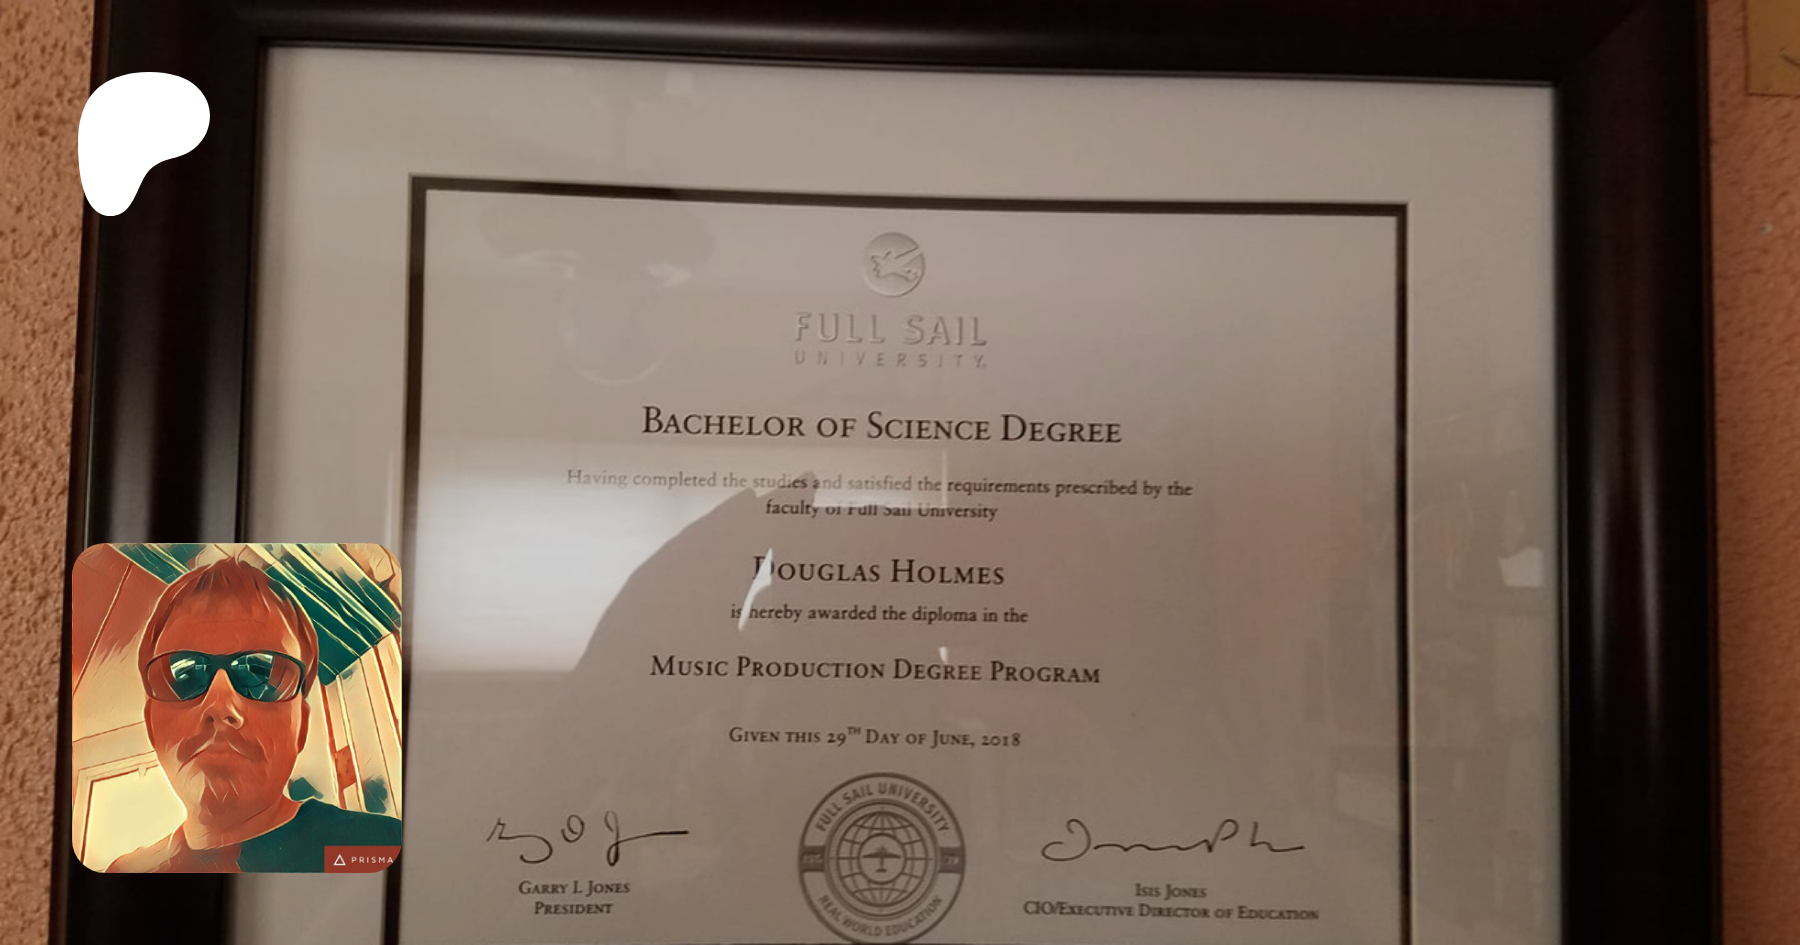 FULL SAIL
UNIVERSITY.
BACHELOR OF SCIENCE DEGREE
Having completed the studies and satisfied the requirements prescribed by the
faculty of Full Sail University
DOUGLAS HOLMES
is hereby awarded the diploma in the
MUSIC PRODUCTION DEGREE PROGRAM
GIVEN THIS 29TH DAY OF JUNE, 2018
FULL SAIL UNIVERSITY
REAL WORLD EDUCATION
GARRY L. JONES
PRESIDENT
ISIS JONES
CIO/EXECUTIVE DIRECTOR OF EDUCATION
PRISMA